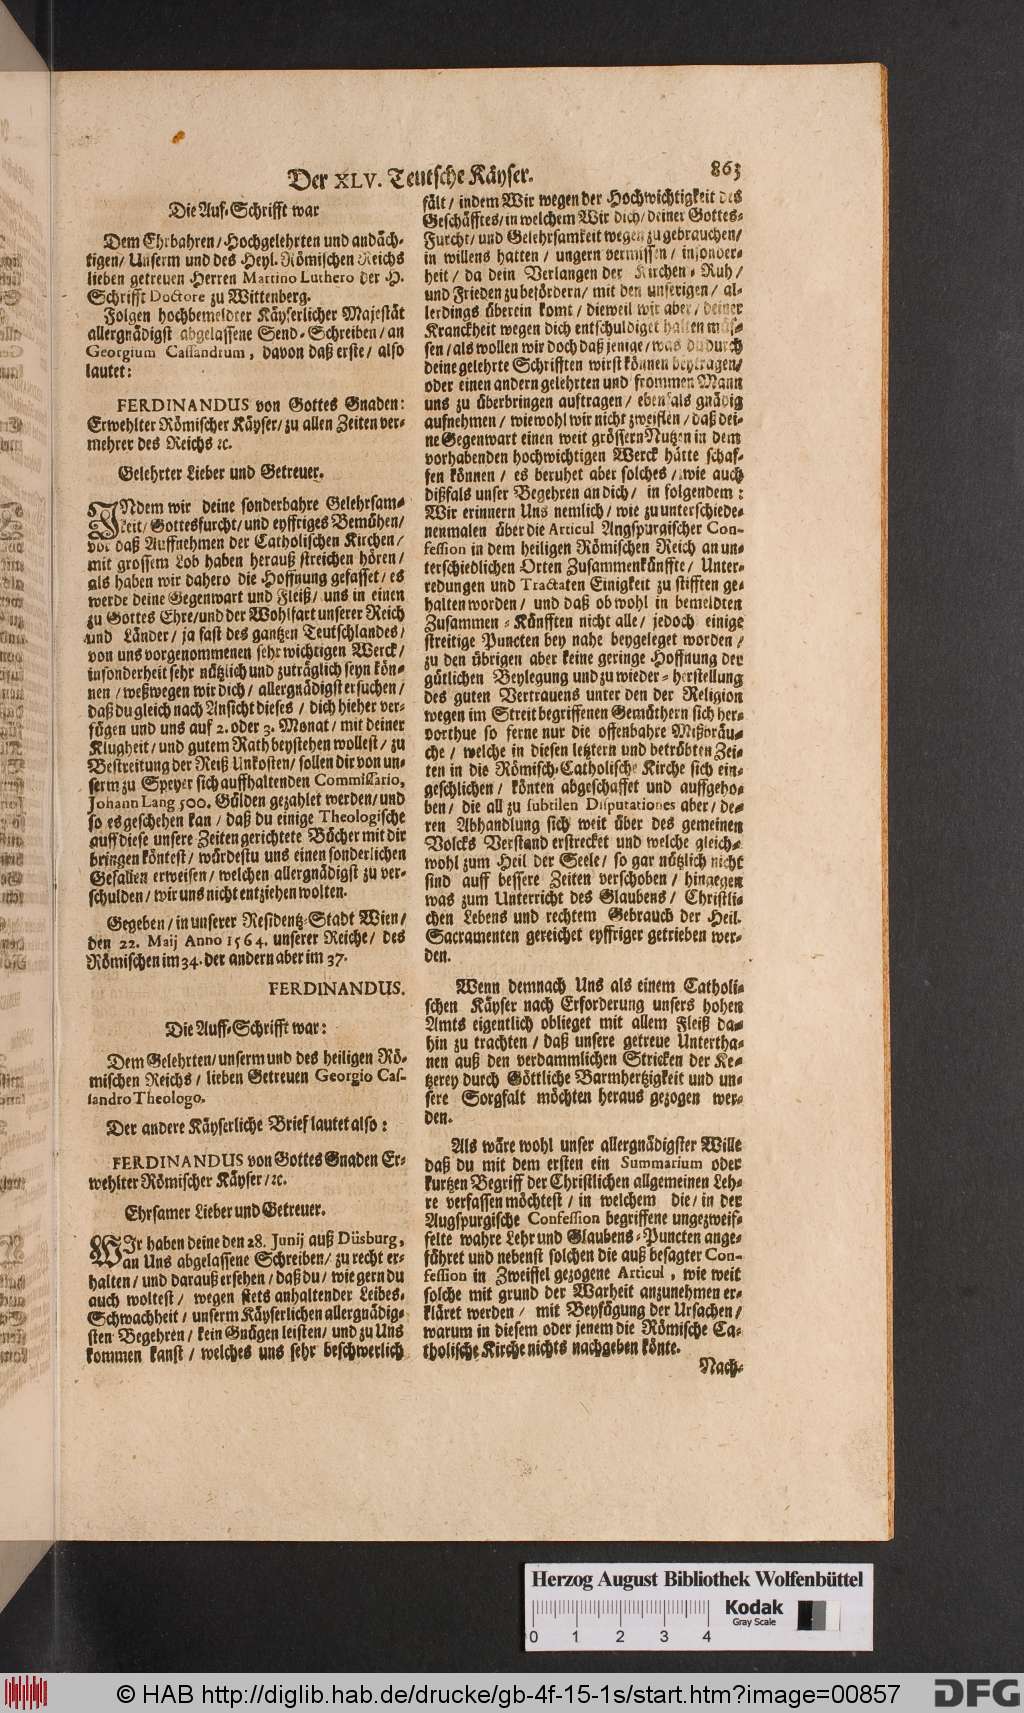 Der XLV. Teutsche Käyser. 863
Die Auf-Schrifft war
Dem Ehrbahren / Hochgelehrten und andäch-
tigen / Unserm und des Heyl. Römischen Reichs
lieben getreuen Herren Martino Luthero der H.
Schrifft Doctore zu Wittenberg.
Folgen hochbemeldter Käyserlicher Majestät
allergnädigst abgelassene Send-Schreiben / an
Georgium Cassandrum, davon daß erste / also
lautet:
FERDINANDUS von Gottes Gnaden:
Erwehlter Römischer Käyser / zu allen Zeiten ver-
mehrer des Reichs ꝛc.
Gelehrter Lieber und Getreuer.
INdem wir deine sonderbahre Gelehrsam-
keit / Gottesfurcht / und eyffriges Bemühen /
vor daß Auffnehmen der Catholischen Kirchen /
mit grossem Lob haben herauß streichen hören /
als haben wir dahero die Hoffnung gefasset / es
werde deine Gegenwart und Fleiß / uns in einen
zu Gottes Ehre / und der Wohlfart unserer Reich
und Länder / ja fast des gantzen Teutschlandes /
von uns vorgenommenen sehr wichtigen Werck /
insonderheit sehr nützlich und zuträglich seyn kön-
nen / weßwegen wir dich / allergnädigst ersuchen /
daß du gleich nach Ansicht dieses / dich hieher ver-
fügen und uns auf 2. oder 3. Monat / mit deiner
Klugheit / und gutem Rath beystehen wollest / zu
Bestreitung der Reiß Unkosten / sollen dir von un-
serm zu Speyer sich auffhaltenden Commissario,
Johann Lang 500. Gülden gezahlet werden / und
so es geschehen kan / daß du einige Theologische
auff diese unsere Zeiten gerichtete Bücher mit dir
bringen köntest / würdestu uns einen sonderlichen
Gefallen erweisen / welchen allergnädigst zu ver-
schulden / wir uns nicht entziehen wolten.
Gegeben / in unserer Residentz-Stadt Wien /
den 22. Maij Anno 1564. unserer Reiche / des
Römischen im 34. der andern aber im 37.
FERDINANDUS.
Die Auff-Schrifft war:
Dem Gelehrten / unserm und des heiligen Rö-
mischen Reichs / lieben Getreuen Georgio Cas-
sandro Theologo.
Der andere Käyserliche Brief lautet also:
FERDINANDUS von Gottes Gnaden Er-
wehlter Römischer Käyser / ꝛc.
Ehrsamer Lieber und Getreuer.
WIr haben deine den 28. Junij auß Düsburg,
an Uns abgelassene Schreiben / zu recht er-
halten / und darauß ersehen / daß du / wie gern du
auch woltest / wegen stets anhaltender Leibes-
Schwachheit / unserm Käyserlichen allergnädig-
sten Begehren / kein Gnügen leisten / und zu Uns
kommen kanst / welches uns sehr beschwerlich
fält / indem Wir wegen der Hochwichtigkeit des
Geschäfftes / in welchem Wir dich / deiner Gottes-
Furcht / und Gelehrsamkeit wegen zu gebrauchen /
in willens hatten / ungern vermissen / insonder-
heit / da dein Verlangen der Kirchen-Ruh /
und Frieden zu befördern / mit den unserigen / al-
lerdings überein komt / dieweil wir aber / deiner
Kranckheit wegen dich entschuldiget halten müs-
sen / als wollen wir doch daß jenige / was du durch
deine gelehrte Schrifften wirst können beytragen /
oder einen andern gelehrten und frommen Mann
uns zu überbringen auftragen / ebenfals gnädig
aufnehmen / wiewohl wir nicht zweiflen / daß dei-
ne Gegenwart einen weit grössern Nutzen in dem
vorhabenden hochwichtigen Werck hätte schaf-
fen können / es beruhet aber solches / wie auch
dißfals unser Begehren an dich / in folgendem:
Wir erinnern Uns nemlich / wie zu unterschiede-
nenmalen über die Articul Augspurgischer Con-
fession in dem heiligen Römischen Reich an un-
terschiedlichen Orten Zusammenkünffte / Unter-
redungen und Tractaten Einigkeit zu stifften ge-
halten worden / und daß ob wohl in bemeldten
Zusammen-Künfften nicht alle / jedoch einige
streitige Puncten bey nahe beygeleget worden /
zu den übrigen aber keine geringe Hoffnung der
gütlichen Beylegung und zu wieder-herstellung
des guten Vertrauens unter den der Religion
wegen im Streit begriffenen Gemüthern sich her-
vorthue so ferne nur die offenbahre Mißbräu-
che / welche in diesen letztern und betrübten Zei-
ten in die Römisch-Catholische Kirche sich ein-
geschlichen / könten abgeschaffet und auffgeho-
ben / die all zu subtilen Disputationes aber / de-
ren Abhandlung sich weit über des gemeinen
Volcks Verstand erstrecket und welche gleich-
wohl zum Heil der Seele / so gar nützlich nicht
sind auff bessere Zeiten verschoben / hingegen
was zum Unterricht des Glaubens / Christli-
chen Lebens und rechtem Gebrauch der Heil.
Sacramenten gereichet eyffriger getrieben wer-
den.
Wenn demnach Uns als einem Catholi-
schen Käyser nach Erforderung unsers hohen
Amts eigentlich oblieget mit allem Fleiß da-
hin zu trachten / daß unsere getreue Untertha-
nen auß den verdammlichen Stricken der Ke-
tzerey durch Göttliche Barmhertzigkeit und un-
sere Sorgfalt möchten heraus gezogen wer-
den.
Als wäre wohl unser allergnädigster Wille
daß du mit dem ersten ein Summarium oder
kurtzen Begriff der Christlichen allgemeinen Leh-
re verfassen möchtest / in welchem die / in der
Augspurgische Confession begriffene ungezweif-
felte wahre Lehr und Glaubens-Puncten ange-
führet und nebenst solchen die auß besagter Con-
fession in Zweiffel gezogene Articul, wie weit
solche mit grund der Warheit anzunehmen er-
kläret werden / mit Beyfügung der Ursachen /
warum in diesem oder jenem die Römische Ca-
tholische Kirche nichts nachgeben könte.
Nach-
Herzog August Bibliothek Wolfenbüttel
0 1 2 3 4
Kodak
Gray Scale
© HAB http://diglib.hab.de/drucke/gb-4f-15-1s/start.htm?image=00857
DFG